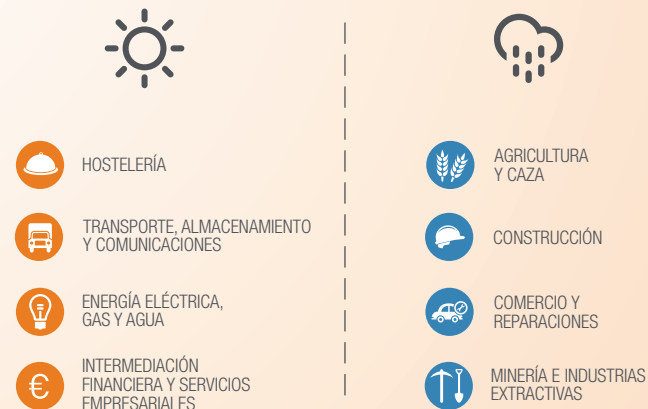 HOSTELERÍA
TRANSPORTE, ALMACENAMIENTO
Y COMUNICACIONES
ENERGÍA ELÉCTRICA,
GAS Y AGUA
€
INTERMEDIACIÓN
FINANCIERA Y SERVICIOS
EMPRESARIALES
AGRICULTURA
Y CAZA
CONSTRUCCIÓN
COMERCIO Y
REPARACIONES
MINERÍA E INDUSTRIAS
EXTRACTIVAS